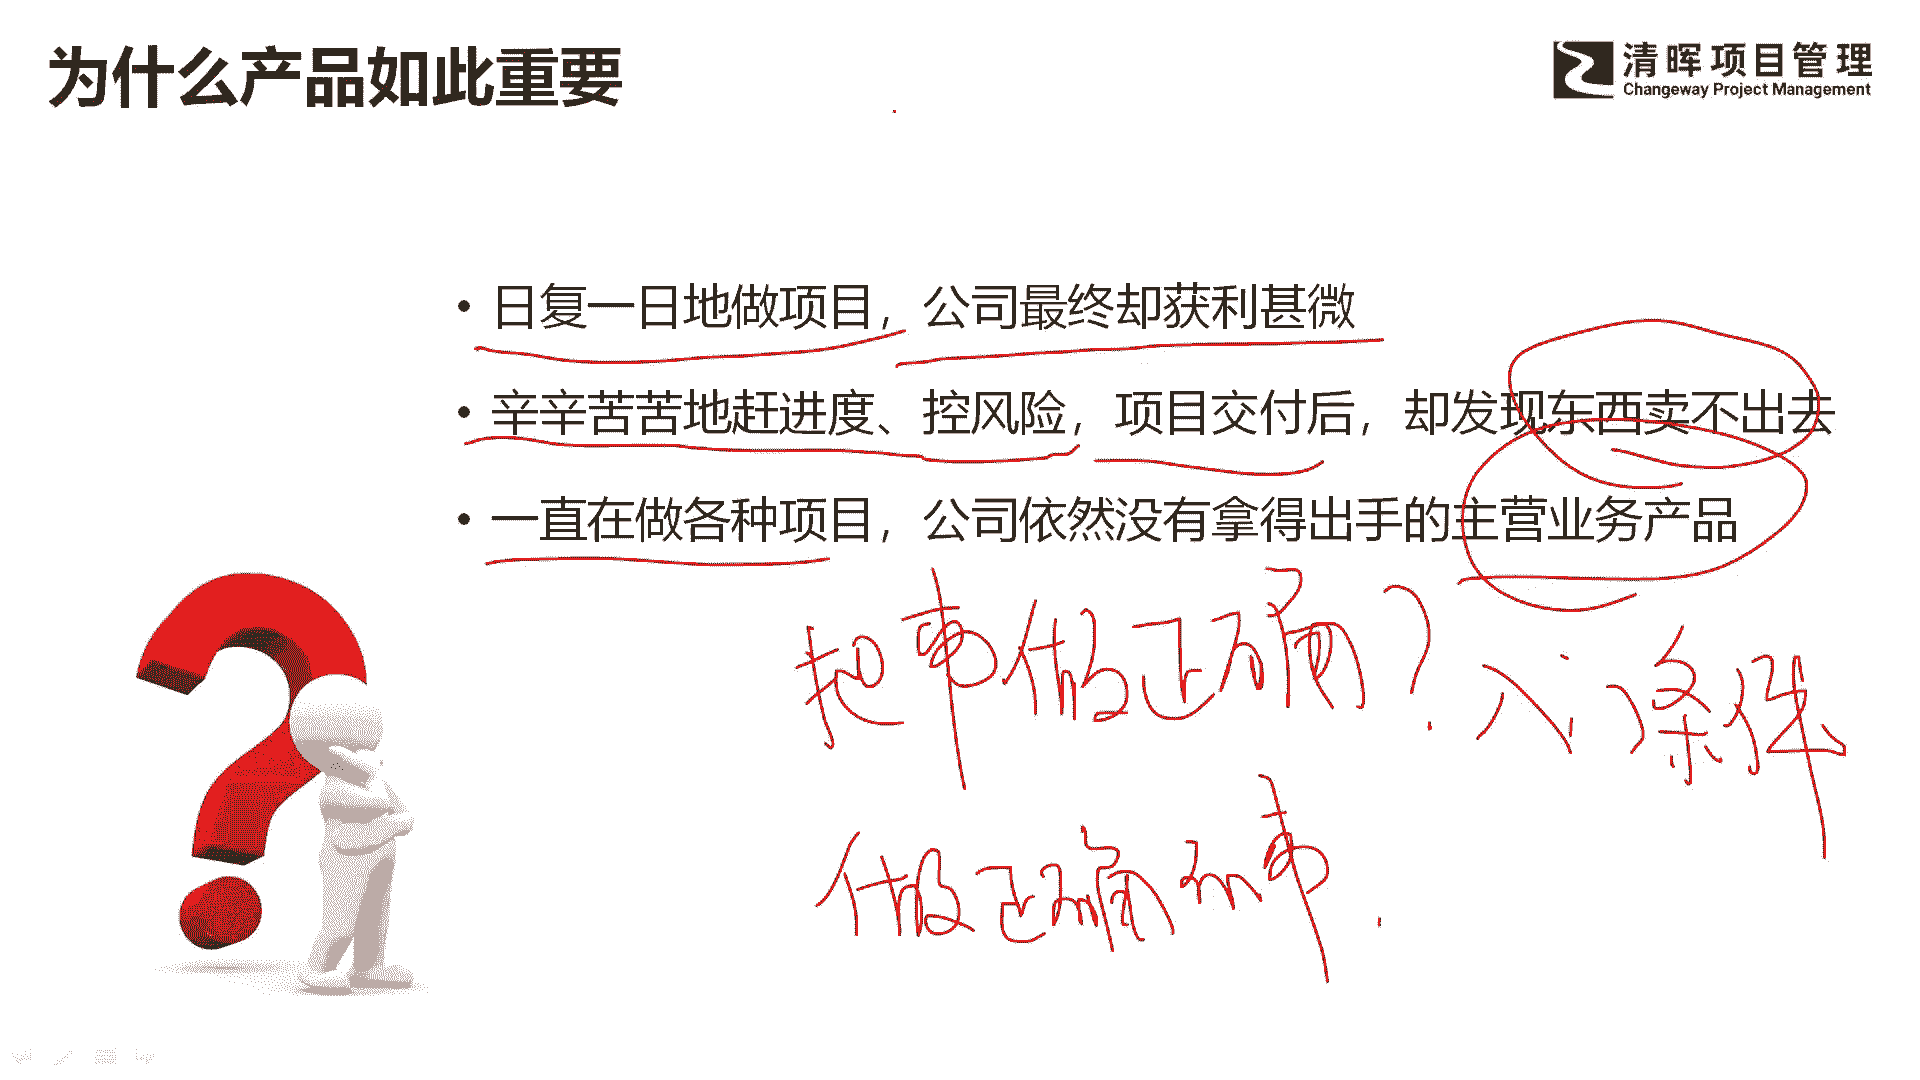 为什么产品如此重要
清晖项目管理
Changeway Project Management
• 日复一日地做项目，公司最终却获利甚微
• 辛辛苦苦地赶进度、控风险，项目交付后，却发现东西卖不出去
• 一直在做各种项目，公司依然没有拿得出手的主营业务产品
把事做正确？入门条件
做正确的事.